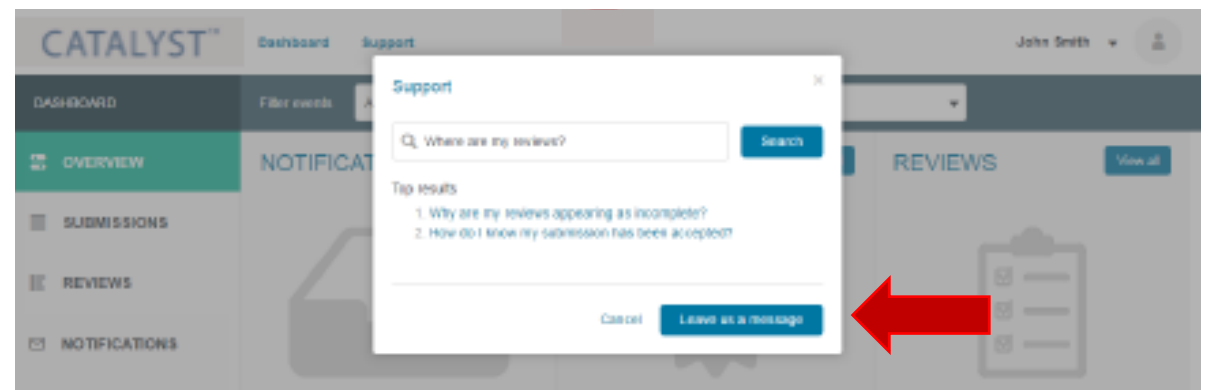 CATALYST™ Dashboard Support John Smith
DASHBOARD Filter events
Support
Where are my reviews? Search
OVERVIEW NOTIFICAT REVIEWS View all
Top results
1. Why are my reviews appearing as incomplete?
2. How do I know my submission has been accepted?
SUBMISSIONS
REVIEWS
Cancel Leave us a message
NOTIFICATIONS